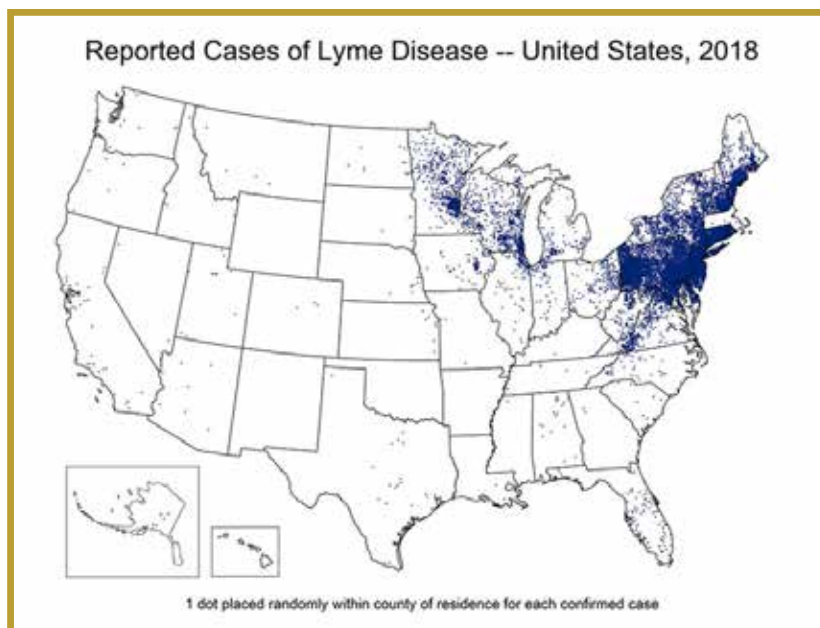 Reported Cases of Lyme Disease -- United States, 2018
1 dot placed randomly within county of residence for each confirmed case